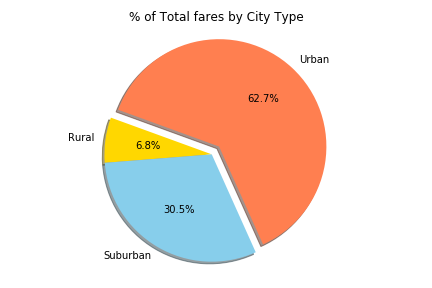 % of Total fares by City Type
Urban
62.7%
Rural
6.8%
30.5%
Suburban